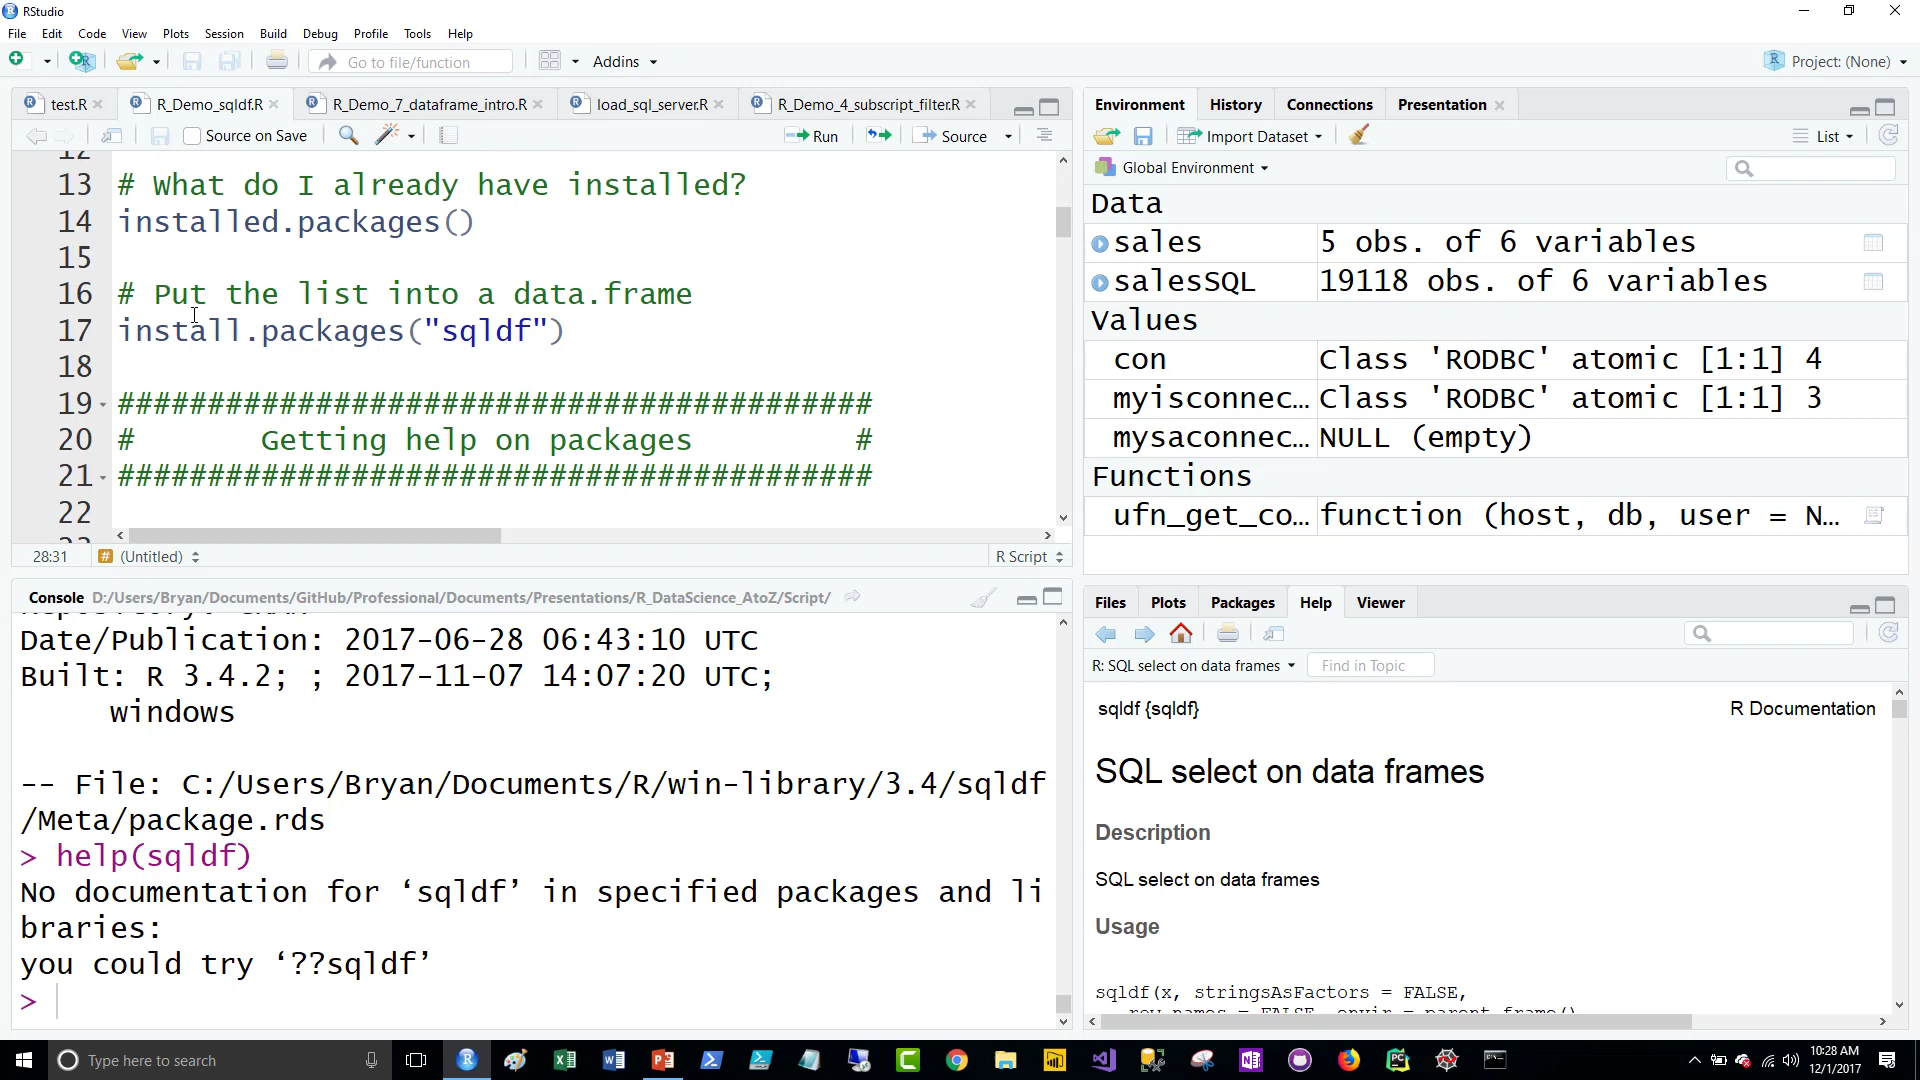 RStudio
File Edit Code View Plots Session Build Debug Profile Tools Help
Go to file/function Addins Project: (None)
test.R R_Demo_sqldf.R R_Demo_7_dataframe_intro.R load_sql_server.R R_Demo_4_subscript_filter.R
Source on Save Run Source
12
13 # What do I already have installed?
14 installed.packages()
15
16 # Put the list into a data.frame
17 install.packages("sqldf")
18
19 ##########################################
20 # Getting help on packages #
21 ##########################################
22
28:31 # (Untitled) R Script
Console D:/Users/Bryan/Documents/GitHub/Professional/Documents/Presentations/R_DataScience_AtoZ/Script/
Date/Publication: 2017-06-28 06:43:10 UTC
Built: R 3.4.2; ; 2017-11-07 14:07:20 UTC;
windows
-- File: C:/Users/Bryan/Documents/R/win-library/3.4/sqldf
/Meta/package.rds
> help(sqldf)
No documentation for ‘sqldf’ in specified packages and li
braries:
you could try ‘??sqldf’
>
Environment History Connections Presentation
Import Dataset List
Global Environment
Data
sales 5 obs. of 6 variables
salesSQL 19118 obs. of 6 variables
Values
con Class 'RODBC' atomic [1:1] 4
myisconnec… Class 'RODBC' atomic [1:1] 3
mysaconnec… NULL (empty)
Functions
ufn_get_co… function (host, db, user = N…
Files Plots Packages Help Viewer
R: SQL select on data frames Find in Topic
sqldf {sqldf} R Documentation
SQL select on data frames
Description
SQL select on data frames
Usage
sqldf(x, stringsAsFactors = FALSE,
row.names = FALSE, envir = parent.frame()
Type here to search
10:28 AM
12/1/2017